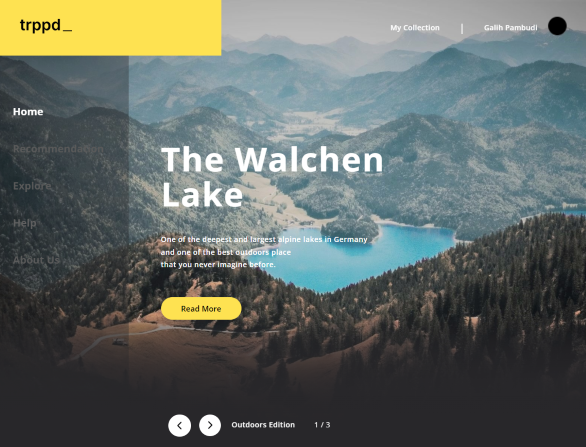 trppd_
My Collection | Galih Pambudi
Home
Recommendation
Explore
Help
About Us
The Walchen
Lake
One of the deepest and largest alpine lakes in Germany
and one of the best outdoors place
that you never imagine before.
Read More
Outdoors Edition 1 / 3